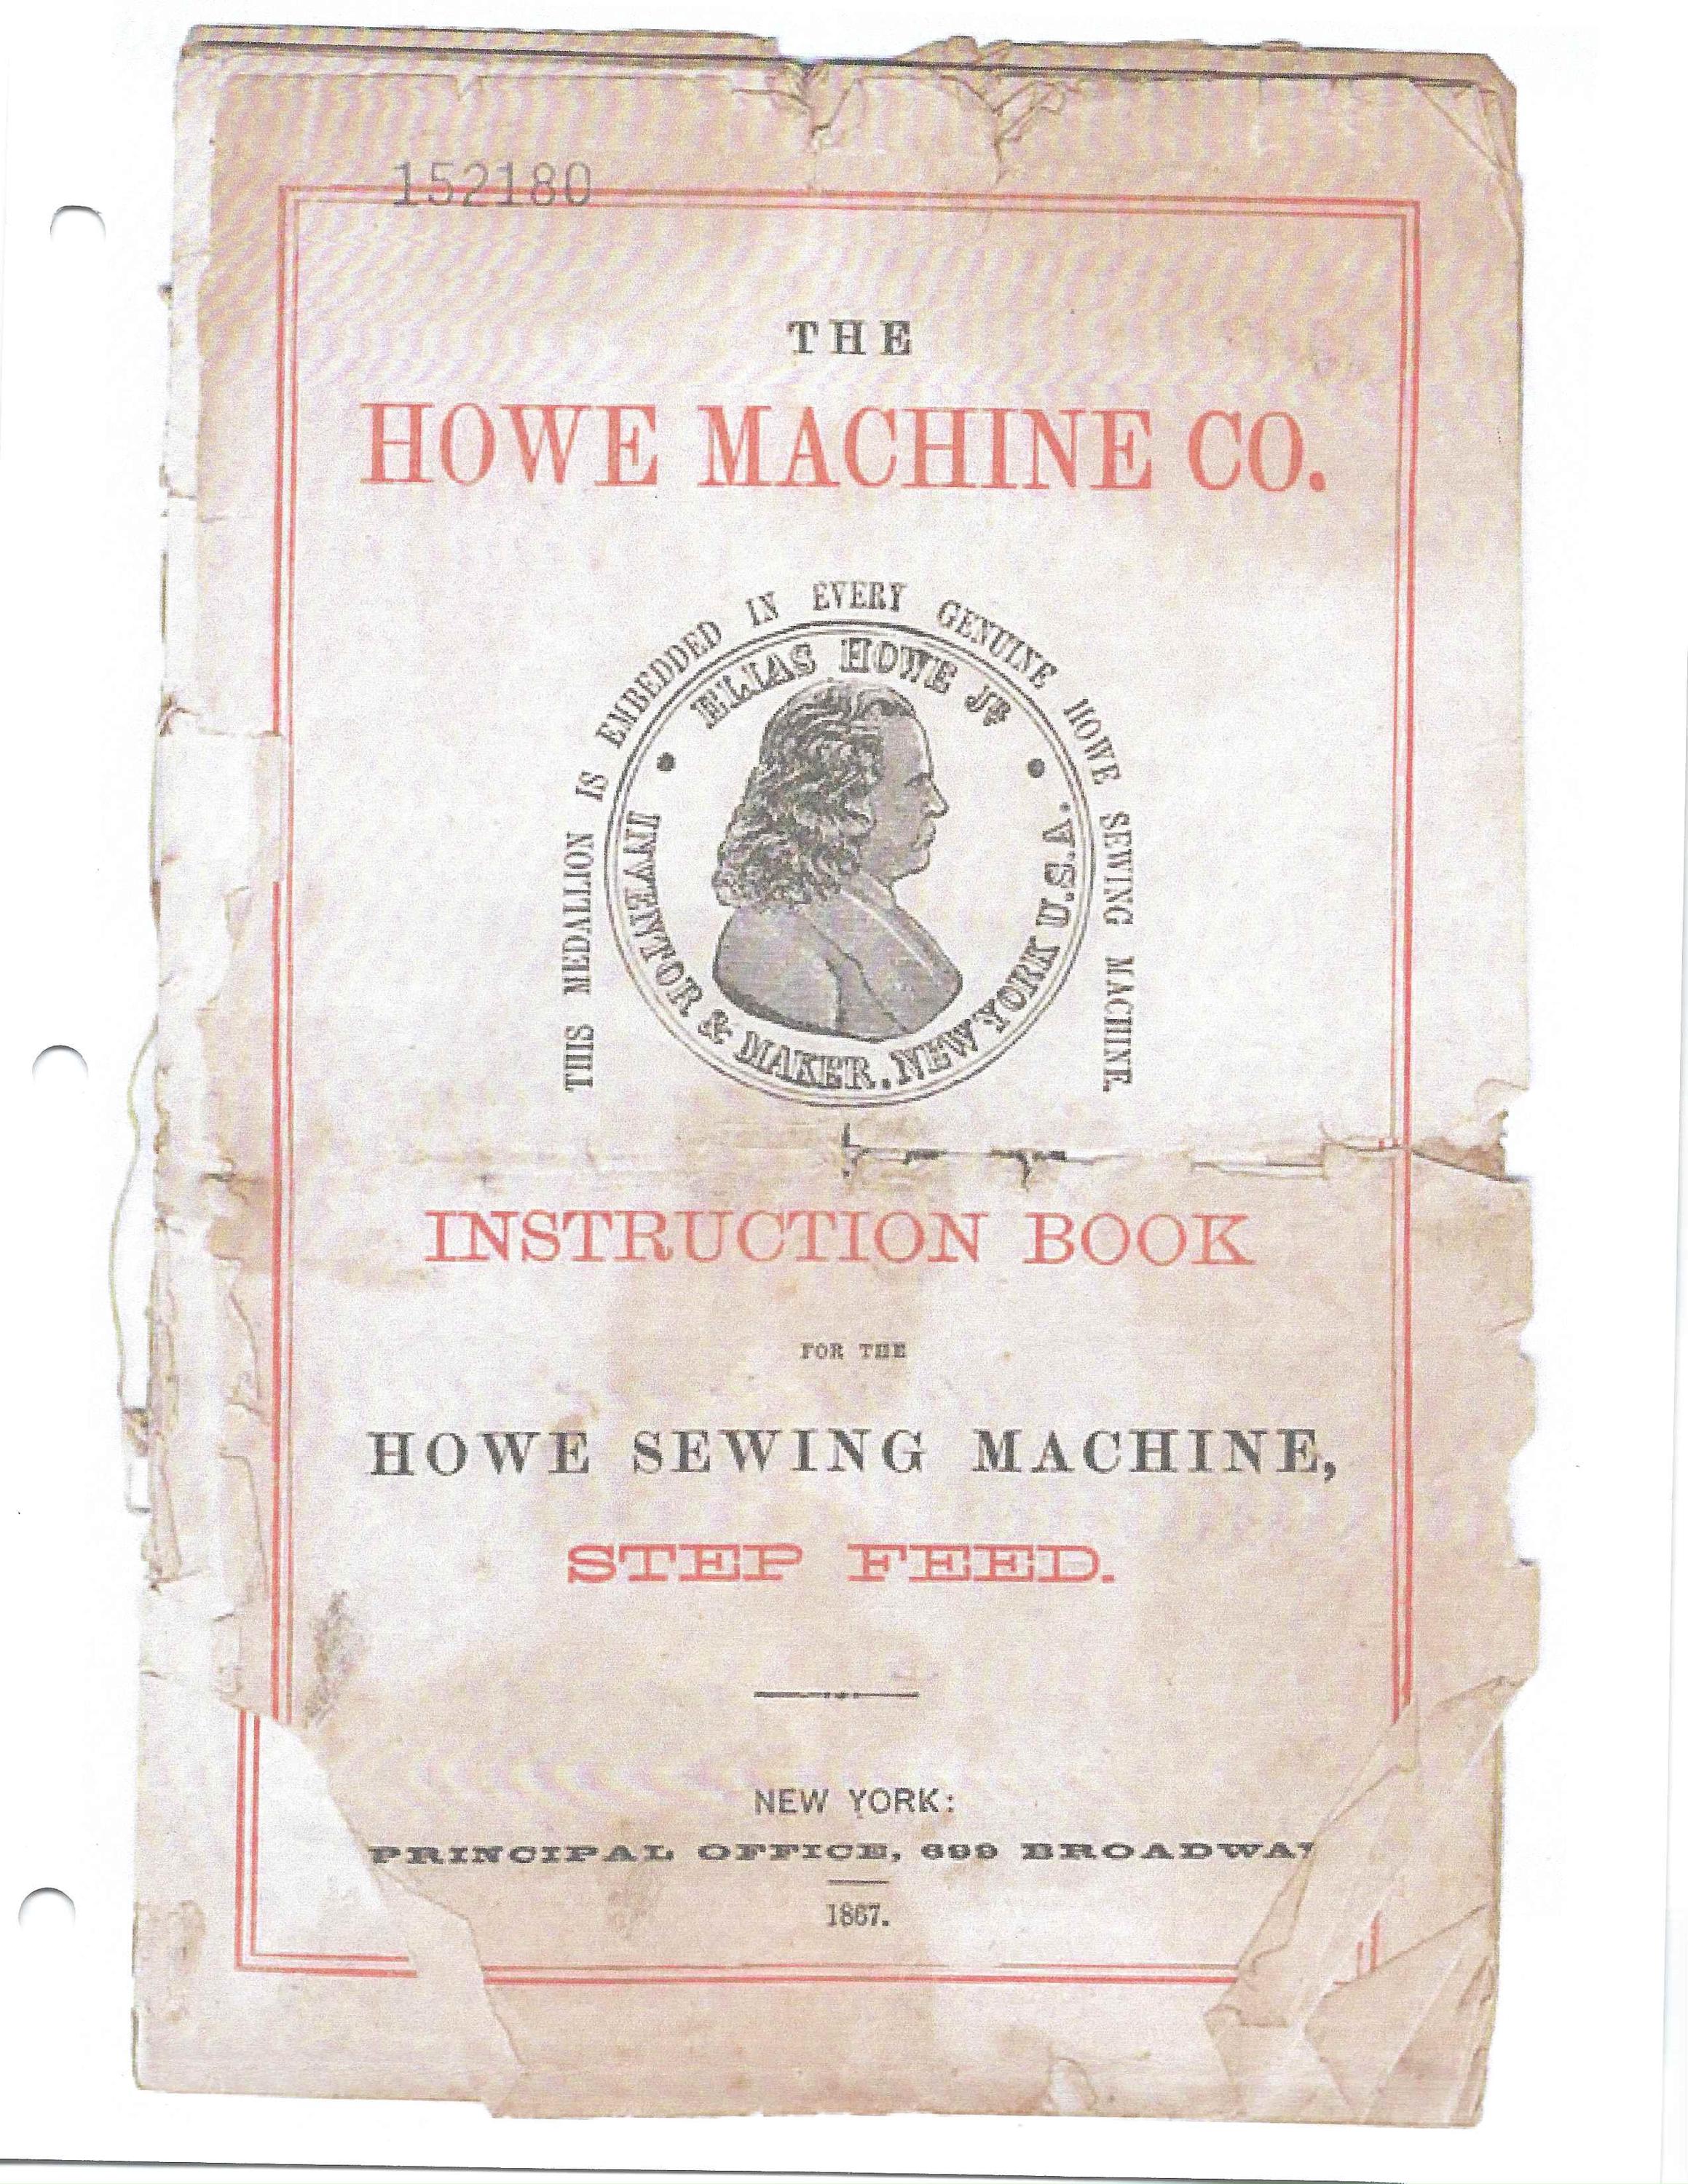 152180
THE
HOWE MACHINE CO.
THIS MEDALLION IS EMBEDDED IN EVERY GENUINE HOWE SEWING MACHINE.
ELIAS HOWE JR
INVENTOR & MAKER. NEW YORK U.S.A.
INSTRUCTION BOOK
FOR THE
HOWE SEWING MACHINE,
STEP FEED.
NEW YORK:
PRINCIPAL OFFICE, 699 BROADWAY
1867.